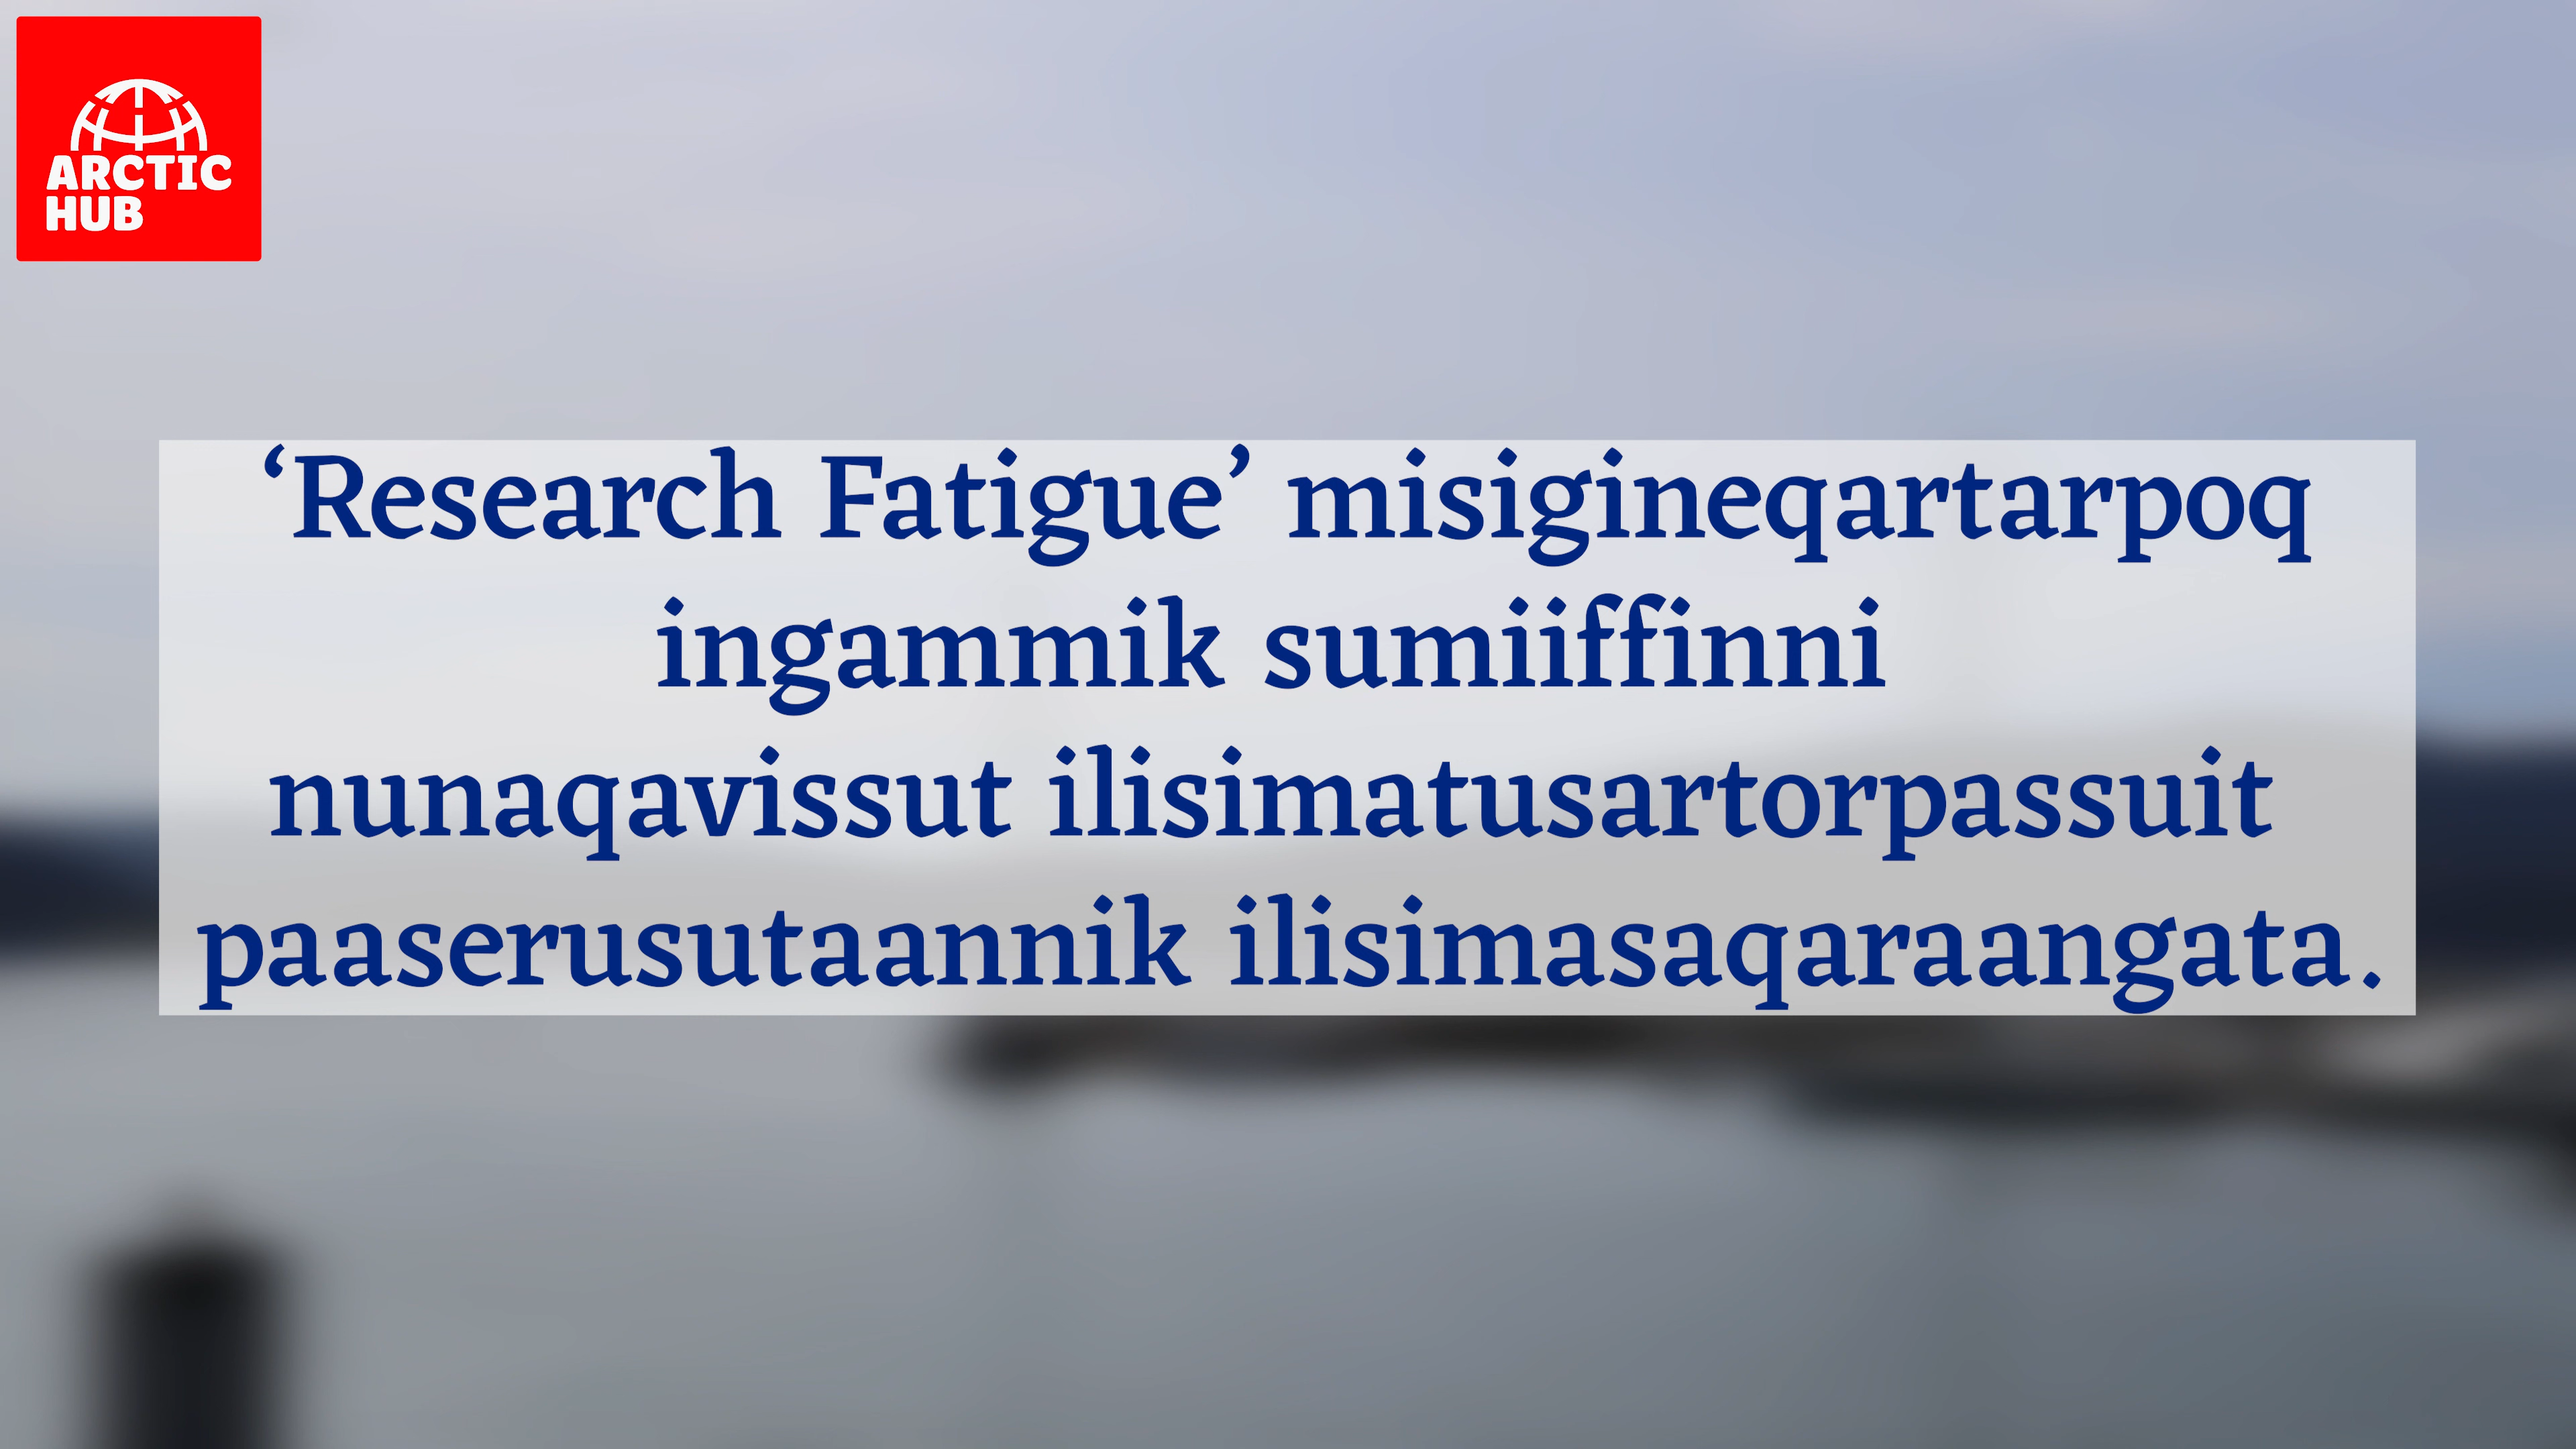 ARCTIC
HUB
‘Research Fatigue’ misigineqartarpoq
ingammik sumiiffinni
nunaqavissut ilisimatusartorpassuit
paaserusutaannik ilisimasaqaraangata.